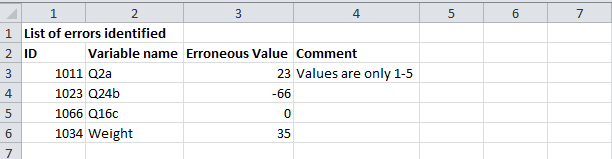 1 2 3 4 5 6 7
1 List of errors identified
2 ID Variable name Erroneous Value Comment
3 1011 Q2a 23 Values are only 1-5
4 1023 Q24b -66
5 1066 Q16c 0
6 1034 Weight 35
7